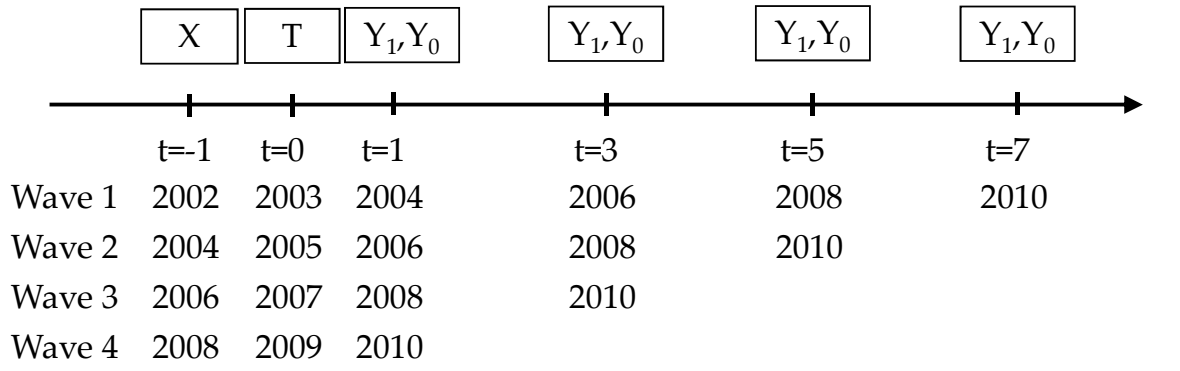 X T Y₁,Y₀ Y₁,Y₀ Y₁,Y₀ Y₁,Y₀
t=-1 t=0 t=1 t=3 t=5 t=7
Wave 1 2002 2003 2004 2006 2008 2010
Wave 2 2004 2005 2006 2008 2010
Wave 3 2006 2007 2008 2010
Wave 4 2008 2009 2010